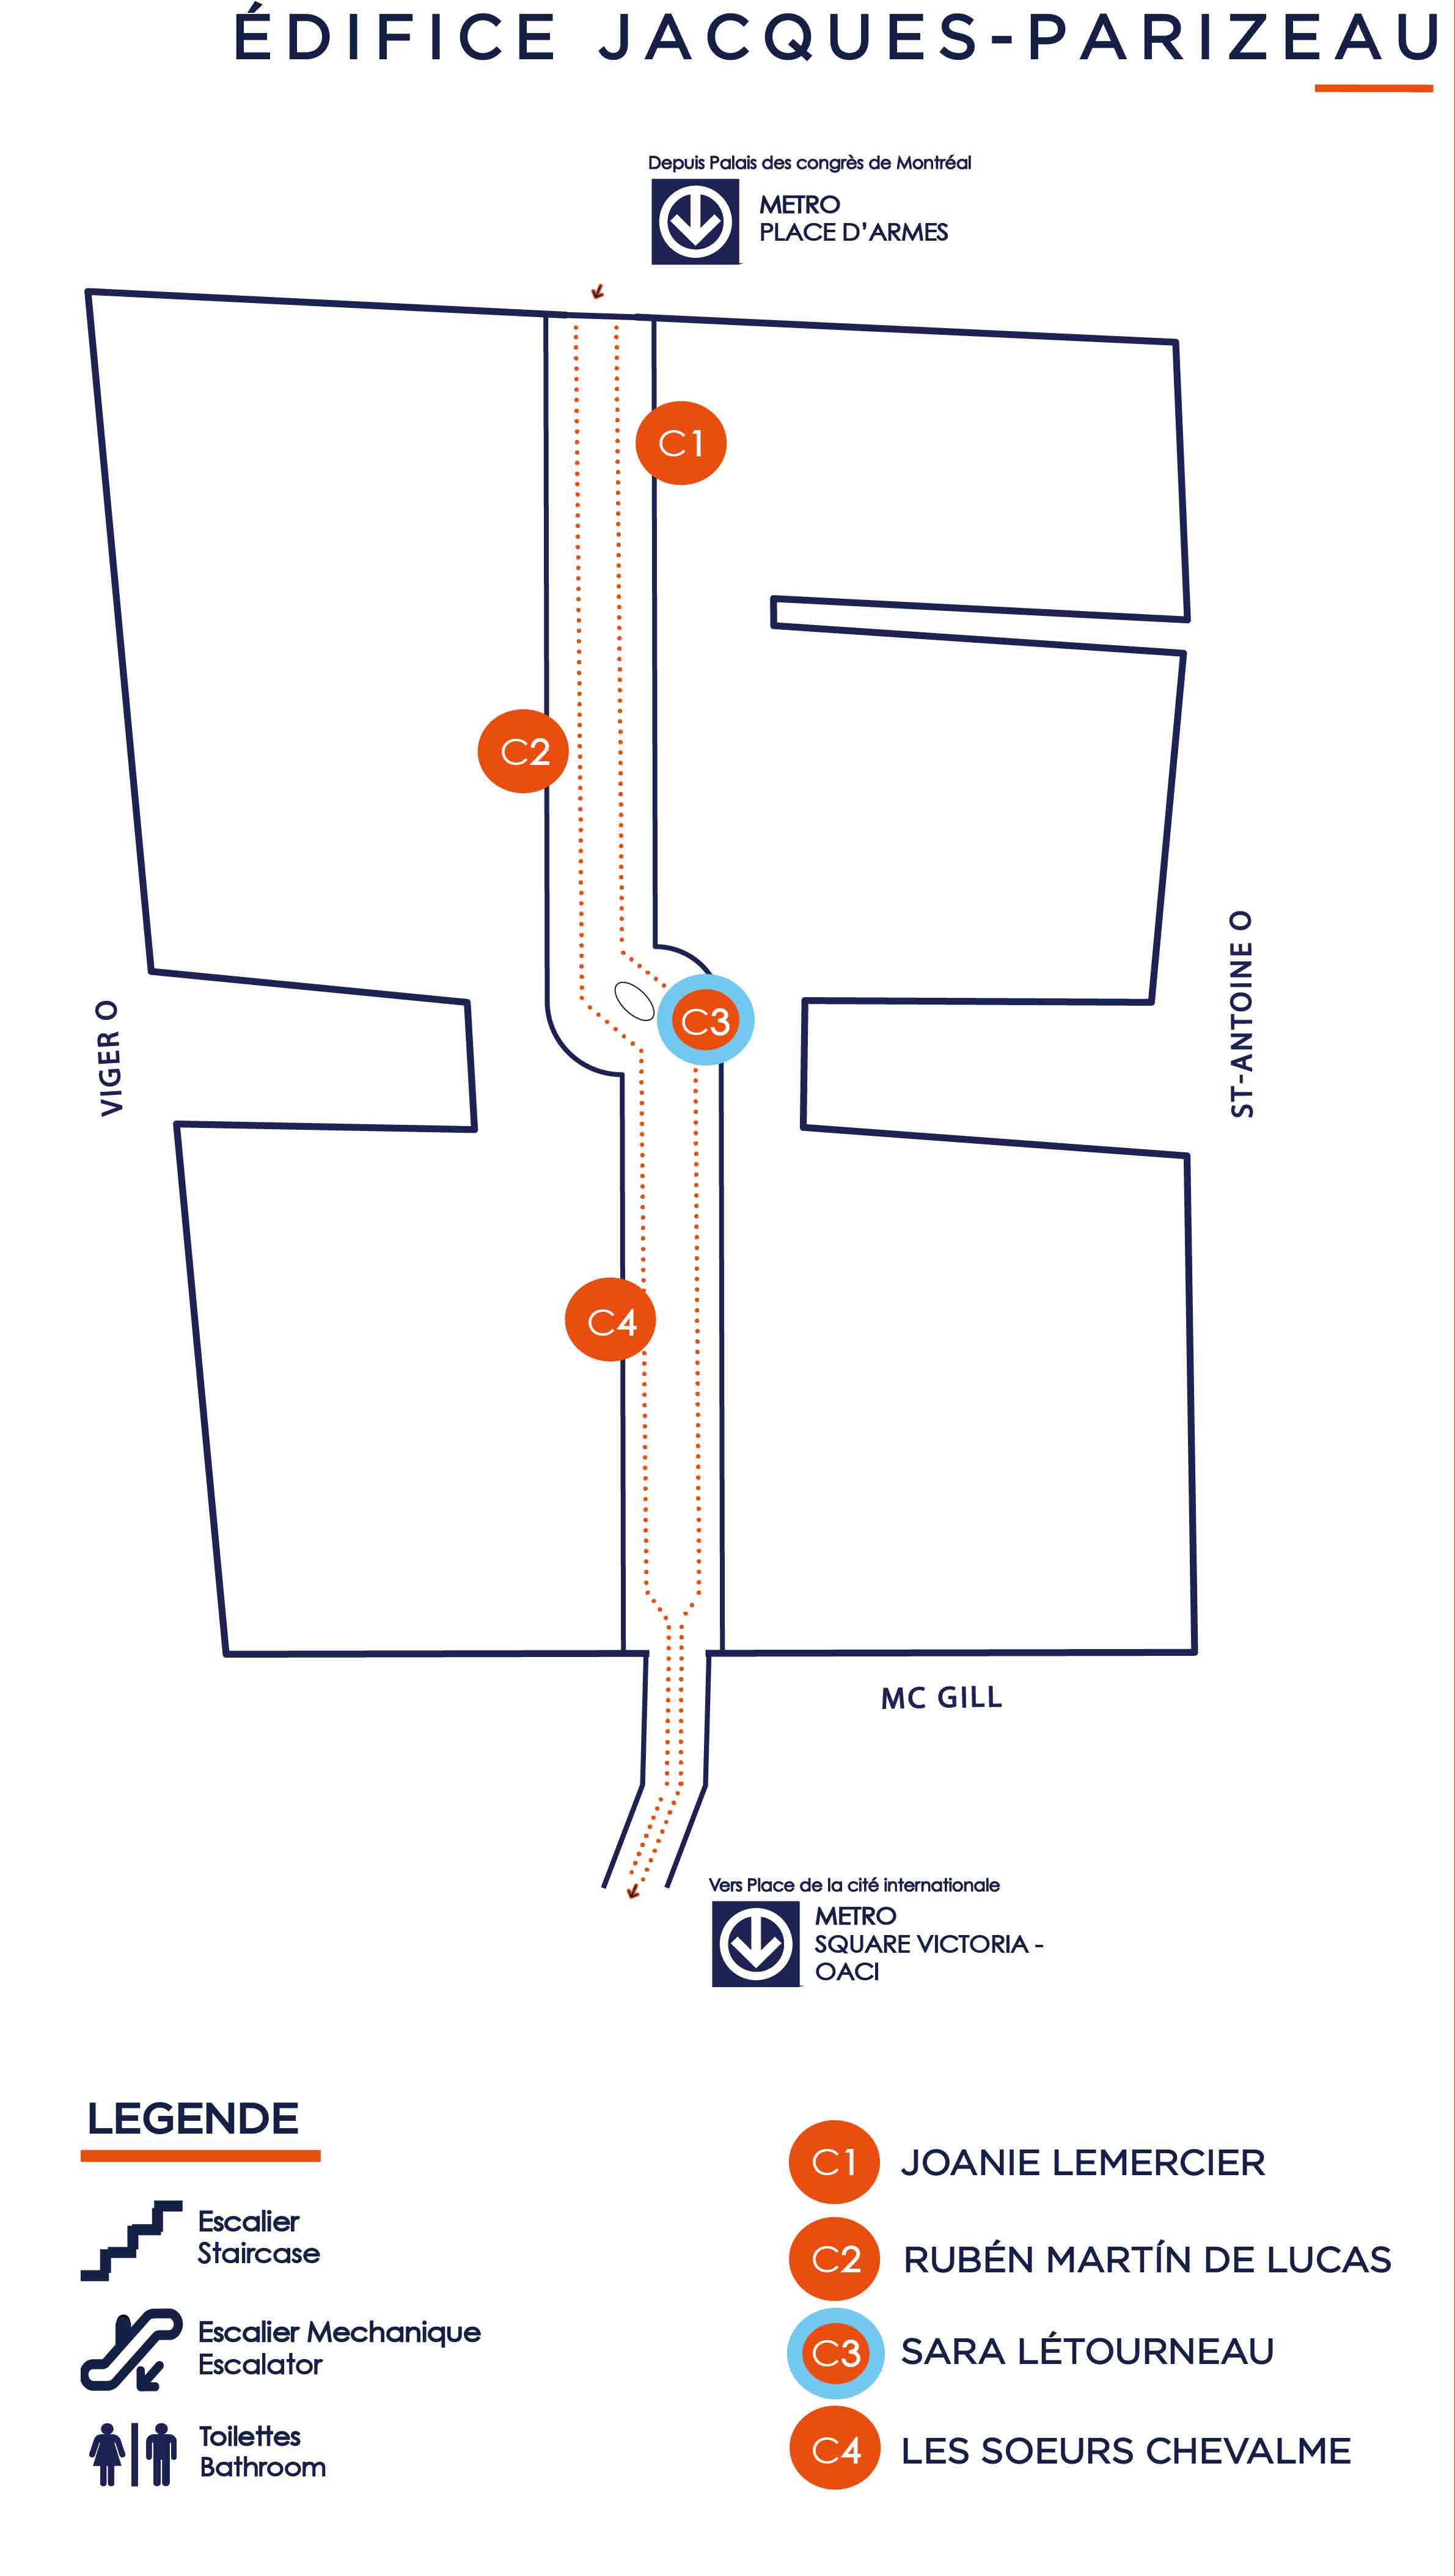 ÉDIFICE JACQUES-PARIZEAU
Depuis Palais des congrès de Montréal
METRO
PLACE D'ARMES
C1
C2
C3
VIGER O
ST-ANTOINE O
C4
MC GILL
Vers Place de la cité internationale
METRO
SQUARE VICTORIA -
OACI
LEGENDE
Escalier
Staircase
Escalier Mechanique
Escalator
Toilettes
Bathroom
C1 JOANIE LEMERCIER
C2 RUBÉN MARTÍN DE LUCAS
C3 SARA LÉTOURNEAU
C4 LES SOEURS CHEVALME